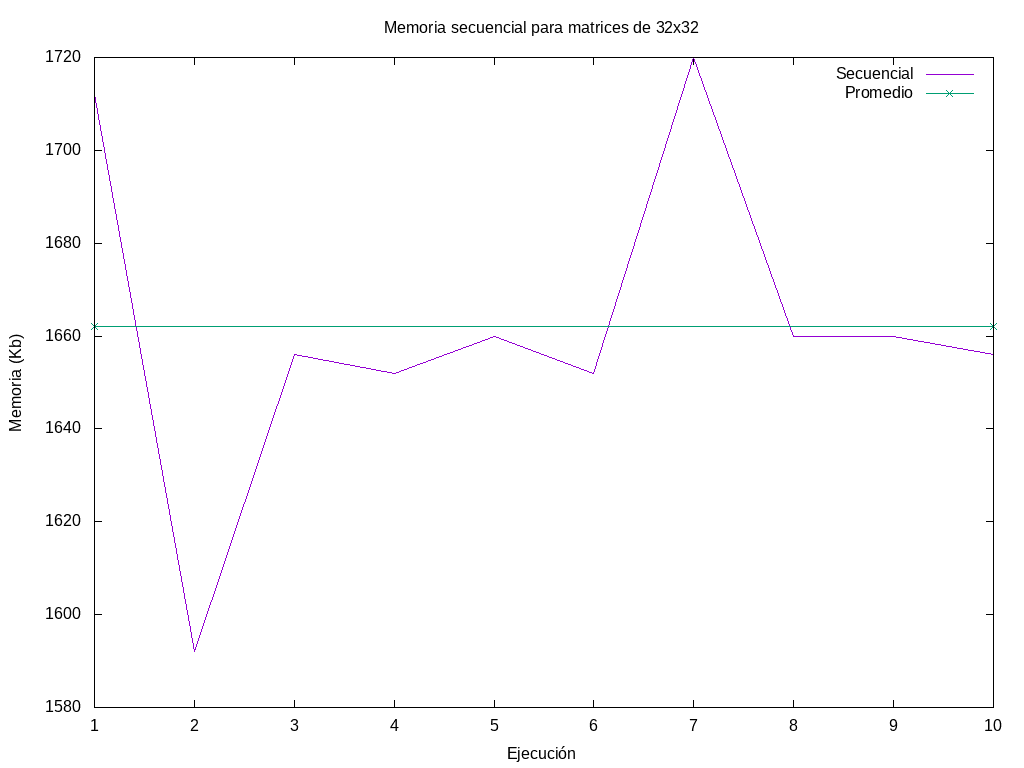 Memoria secuencial para matrices de 32x32
Secuencial
Promedio
1720
1700
1680
1660
1640
1620
1600
1580
Memoria (Kb)
1 2 3 4 5 6 7 8 9 10
Ejecución